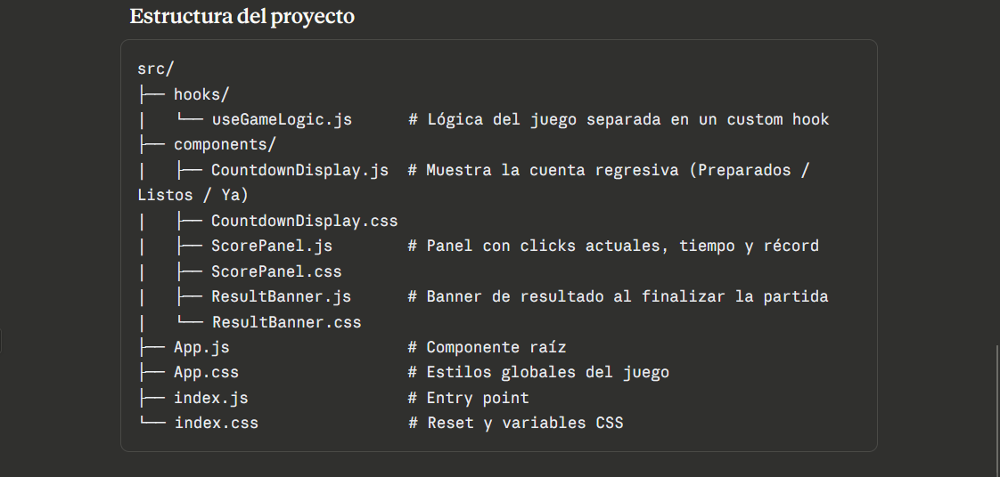 Estructura del proyecto
src/
├── hooks/
│   └── useGameLogic.js      # Lógica del juego separada en un custom hook
├── components/
│   ├── CountdownDisplay.js  # Muestra la cuenta regresiva (Preparados /
Listos / Ya)
│   ├── CountdownDisplay.css
│   ├── ScorePanel.js        # Panel con clicks actuales, tiempo y récord
│   ├── ScorePanel.css
│   ├── ResultBanner.js      # Banner de resultado al finalizar la partida
│   └── ResultBanner.css
├── App.js                   # Componente raíz
├── App.css                  # Estilos globales del juego
├── index.js                 # Entry point
└── index.css                # Reset y variables CSS